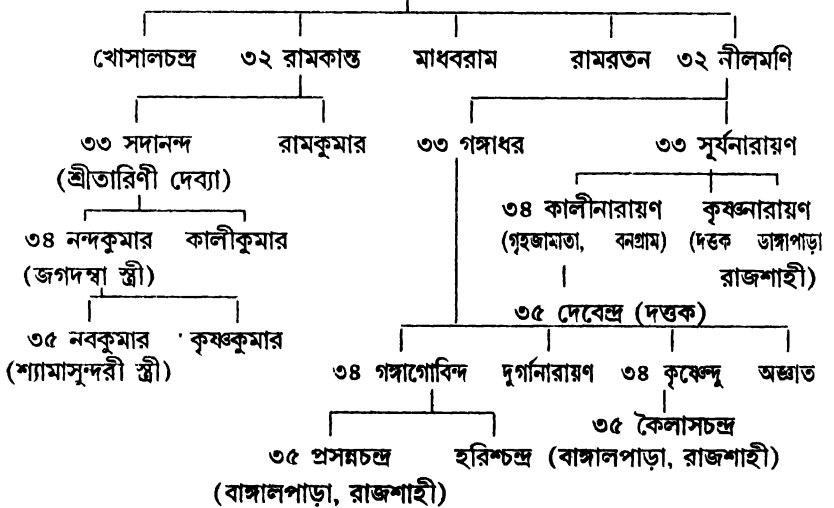 খোসালচন্দ্র ৩২ রামকান্ত মাধবরাম রামরতন ৩২ নীলমণি
৩৩ সদানন্দ রামকুমার ৩৩ গঙ্গাধর ৩৩ সূর্যনারায়ণ
(শ্রীতারিণী দেব্যা)
৩৪ কালীনারায়ণ কৃষ্ণনারায়ণ
৩৪ নন্দকুমার কালীকুমার (গৃহজামাতা, বনগ্রাম) (দত্তক ডাঙ্গাপাড়া
(জগদম্বা স্ত্রী) রাজশাহী)
৩৫ দেবেন্দ্র (দত্তক)
৩৫ নবকুমার কৃষ্ণকুমার
(শ্যামাসুন্দরী স্ত্রী) ৩৪ গঙ্গাগোবিন্দ দুর্গানারায়ণ ৩৪ কৃষ্ণেন্দু অজ্ঞাত
৩৫ কৈলাসচন্দ্র
৩৫ প্রসন্নচন্দ্র হরিশ্চন্দ্র (বাঙ্গালপাড়া, রাজশাহী)
(বাঙ্গালপাড়া, রাজশাহী)